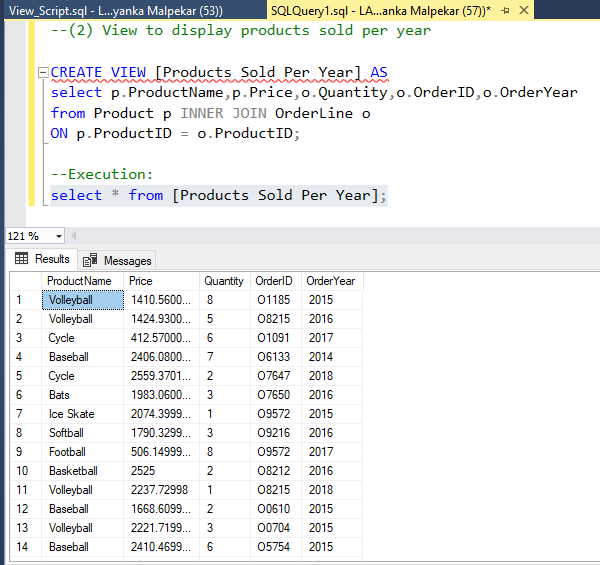 View_Script.sql - L...yanka Malpekar (53))
SQLQuery1.sql - LA...anka Malpekar (57))*
--(2) View to display products sold per year
CREATE VIEW [Products Sold Per Year] AS
select p.ProductName,p.Price,o.Quantity,o.OrderID,o.OrderYear
from Product p INNER JOIN OrderLine o
ON p.ProductID = o.ProductID;
--Execution:
select * from [Products Sold Per Year];
121 %
Results Messages
ProductName Price Quantity OrderID OrderYear
1 Volleyball 1410.5600... 8 O1185 2015
2 Volleyball 1424.9300... 5 O8215 2016
3 Cycle 412.57000... 6 O1091 2017
4 Baseball 2406.0800... 7 O6133 2014
5 Cycle 2559.3701... 2 O7647 2018
6 Bats 1983.0600... 3 O7650 2016
7 Ice Skate 2074.3999... 1 O9572 2015
8 Softball 1790.3299... 3 O9216 2016
9 Football 506.14999... 8 O9572 2017
10 Basketball 2525 2 O8212 2016
11 Volleyball 2237.72998 1 O8215 2018
12 Baseball 1668.6099... 2 O0610 2015
13 Volleyball 2221.7199... 3 O0704 2015
14 Baseball 2410.4699... 6 O5754 2015